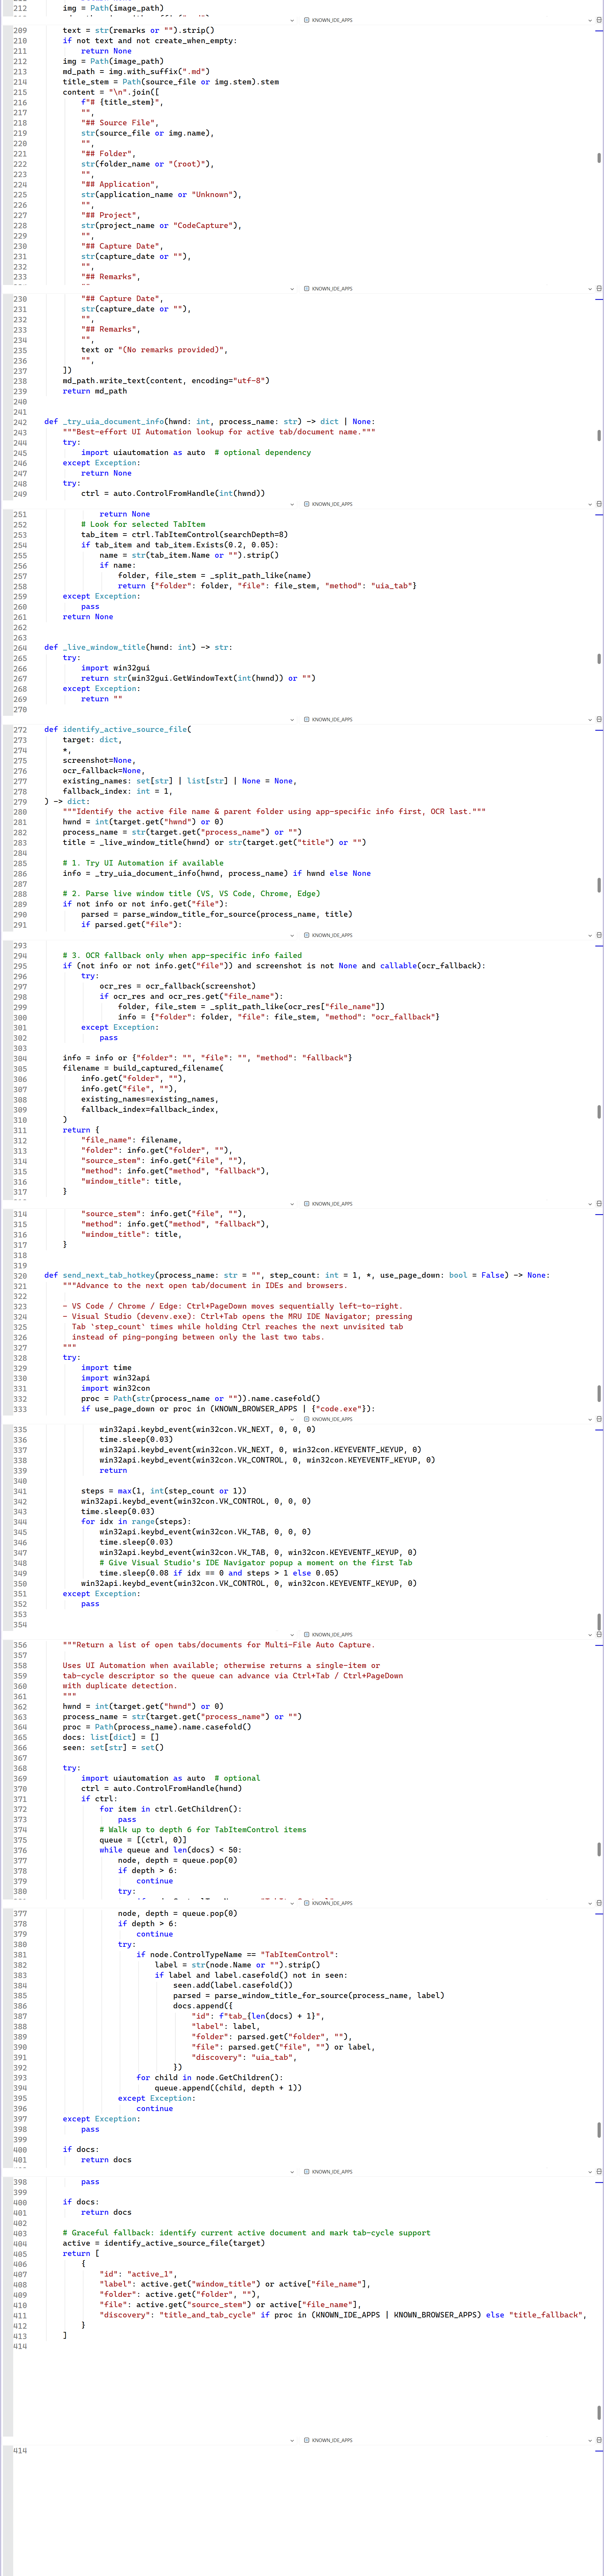 212    img = Path(image_path)
KNOWN_IDE_APPS
209    text = str(remarks or "").strip()
210    if not text and not create_when_empty:
211        return None
212    img = Path(image_path)
213    md_path = img.with_suffix(".md")
214    title_stem = Path(source_file or img.stem).stem
215    content = "\n".join([
216        f"# {title_stem}",
217        "",
218        "## Source File",
219        str(source_file or img.name),
220        "",
221        "## Folder",
222        str(folder_name or "(root)"),
223        "",
224        "## Application",
225        str(application_name or "Unknown"),
226        "",
227        "## Project",
228        str(project_name or "CodeCapture"),
229        "",
230        "## Capture Date",
231        str(capture_date or ""),
232        "",
233        "## Remarks",
KNOWN_IDE_APPS
230        "## Capture Date",
231        str(capture_date or ""),
232        "",
233        "## Remarks",
234        "",
235        text or "(No remarks provided)",
236        "",
237    ])
238    md_path.write_text(content, encoding="utf-8")
239    return md_path
240
241
242 def _try_uia_document_info(hwnd: int, process_name: str) -> dict | None:
243    """Best-effort UI Automation lookup for active tab/document name."""
244    try:
245        import uiautomation as auto  # optional dependency
246    except Exception:
247        return None
248    try:
249        ctrl = auto.ControlFromHandle(int(hwnd))
KNOWN_IDE_APPS
251            return None
252        # Look for selected TabItem
253        tab_item = ctrl.TabItemControl(searchDepth=8)
254        if tab_item and tab_item.Exists(0.2, 0.05):
255            name = str(tab_item.Name or "").strip()
256            if name:
257                folder, file_stem = _split_path_like(name)
258                return {"folder": folder, "file": file_stem, "method": "uia_tab"}
259    except Exception:
260        pass
261    return None
262
263
264 def _live_window_title(hwnd: int) -> str:
265    try:
266        import win32gui
267        return str(win32gui.GetWindowText(int(hwnd)) or "")
268    except Exception:
269        return ""
270
KNOWN_IDE_APPS
272 def identify_active_source_file(
273    target: dict,
274    *,
275    screenshot=None,
276    ocr_fallback=None,
277    existing_names: set[str] | list[str] | None = None,
278    fallback_index: int = 1,
279 ) -> dict:
280    """Identify the active file name & parent folder using app-specific info first, OCR last."""
281    hwnd = int(target.get("hwnd") or 0)
282    process_name = str(target.get("process_name") or "")
283    title = _live_window_title(hwnd) or str(target.get("title") or "")
284
285    # 1. Try UI Automation if available
286    info = _try_uia_document_info(hwnd, process_name) if hwnd else None
287
288    # 2. Parse live window title (VS, VS Code, Chrome, Edge)
289    if not info or not info.get("file"):
290        parsed = parse_window_title_for_source(process_name, title)
291        if parsed.get("file"):
KNOWN_IDE_APPS
293
294    # 3. OCR fallback only when app-specific info failed
295    if (not info or not info.get("file")) and screenshot is not None and callable(ocr_fallback):
296        try:
297            ocr_res = ocr_fallback(screenshot)
298            if ocr_res and ocr_res.get("file_name"):
299                folder, file_stem = _split_path_like(ocr_res["file_name"])
300                info = {"folder": folder, "file": file_stem, "method": "ocr_fallback"}
301        except Exception:
302            pass
303
304    info = info or {"folder": "", "file": "", "method": "fallback"}
305    filename = build_captured_filename(
306        info.get("folder", ""),
307        info.get("file", ""),
308        existing_names=existing_names,
309        fallback_index=fallback_index,
310    )
311    return {
312        "file_name": filename,
313        "folder": info.get("folder", ""),
314        "source_stem": info.get("file", ""),
315        "method": info.get("method", "fallback"),
316        "window_title": title,
317    }
KNOWN_IDE_APPS
314        "source_stem": info.get("file", ""),
315        "method": info.get("method", "fallback"),
316        "window_title": title,
317    }
318
319
320 def send_next_tab_hotkey(process_name: str = "", step_count: int = 1, *, use_page_down: bool = False) -> None:
321    """Advance to the next open tab/document in IDEs and browsers.
322
323    - VS Code / Chrome / Edge: Ctrl+PageDown moves sequentially left-to-right.
324    - Visual Studio (devenv.exe): Ctrl+Tab opens the MRU IDE Navigator; pressing
325      Tab 'step_count' times while holding Ctrl reaches the next unvisited tab
326      instead of ping-ponging between only the last two tabs.
327    """
328    try:
329        import time
330        import win32api
331        import win32con
332        proc = Path(str(process_name or "")).name.casefold()
333        if use_page_down or proc in (KNOWN_BROWSER_APPS | {"code.exe"}):
KNOWN_IDE_APPS
335            win32api.keybd_event(win32con.VK_NEXT, 0, 0, 0)
336            time.sleep(0.03)
337            win32api.keybd_event(win32con.VK_NEXT, 0, win32con.KEYEVENTF_KEYUP, 0)
338            win32api.keybd_event(win32con.VK_CONTROL, 0, win32con.KEYEVENTF_KEYUP, 0)
339            return
340
341        steps = max(1, int(step_count or 1))
342        win32api.keybd_event(win32con.VK_CONTROL, 0, 0, 0)
343        time.sleep(0.03)
344        for idx in range(steps):
345            win32api.keybd_event(win32con.VK_TAB, 0, 0, 0)
346            time.sleep(0.03)
347            win32api.keybd_event(win32con.VK_TAB, 0, win32con.KEYEVENTF_KEYUP, 0)
348            # Give Visual Studio's IDE Navigator popup a moment on the first Tab
349            time.sleep(0.08 if idx == 0 and steps > 1 else 0.05)
350        win32api.keybd_event(win32con.VK_CONTROL, 0, win32con.KEYEVENTF_KEYUP, 0)
351    except Exception:
352        pass
353
354
KNOWN_IDE_APPS
356    """Return a list of open tabs/documents for Multi-File Auto Capture.
357
358    Uses UI Automation when available; otherwise returns a single-item or
359    tab-cycle descriptor so the queue can advance via Ctrl+Tab / Ctrl+PageDown
360    with duplicate detection.
361    """
362    hwnd = int(target.get("hwnd") or 0)
363    process_name = str(target.get("process_name") or "")
364    proc = Path(process_name).name.casefold()
365    docs: list[dict] = []
366    seen: set[str] = set()
367
368    try:
369        import uiautomation as auto  # optional
370        ctrl = auto.ControlFromHandle(hwnd)
371        if ctrl:
372            for item in ctrl.GetChildren():
373                pass
374            # Walk up to depth 6 for TabItemControl items
375            queue = [(ctrl, 0)]
376            while queue and len(docs) < 50:
377                node, depth = queue.pop(0)
378                if depth > 6:
379                    continue
380                try:
KNOWN_IDE_APPS
377                node, depth = queue.pop(0)
378                if depth > 6:
379                    continue
380                try:
381                    if node.ControlTypeName == "TabItemControl":
382                        label = str(node.Name or "").strip()
383                        if label and label.casefold() not in seen:
384                            seen.add(label.casefold())
385                            parsed = parse_window_title_for_source(process_name, label)
386                            docs.append({
387                                "id": f"tab_{len(docs) + 1}",
388                                "label": label,
389                                "folder": parsed.get("folder", ""),
390                                "file": parsed.get("file", "") or label,
391                                "discovery": "uia_tab",
392                            })
393                    for child in node.GetChildren():
394                        queue.append((child, depth + 1))
395                except Exception:
396                    continue
397    except Exception:
398        pass
399
400    if docs:
401        return docs
KNOWN_IDE_APPS
398        pass
399
400    if docs:
401        return docs
402
403    # Graceful fallback: identify current active document and mark tab-cycle support
404    active = identify_active_source_file(target)
405    return [
406        {
407            "id": "active_1",
408            "label": active.get("window_title") or active["file_name"],
409            "folder": active.get("folder", ""),
410            "file": active.get("source_stem") or active["file_name"],
411            "discovery": "title_and_tab_cycle" if proc in (KNOWN_IDE_APPS | KNOWN_BROWSER_APPS) else "title_fallback",
412        }
413    ]
414
KNOWN_IDE_APPS
414